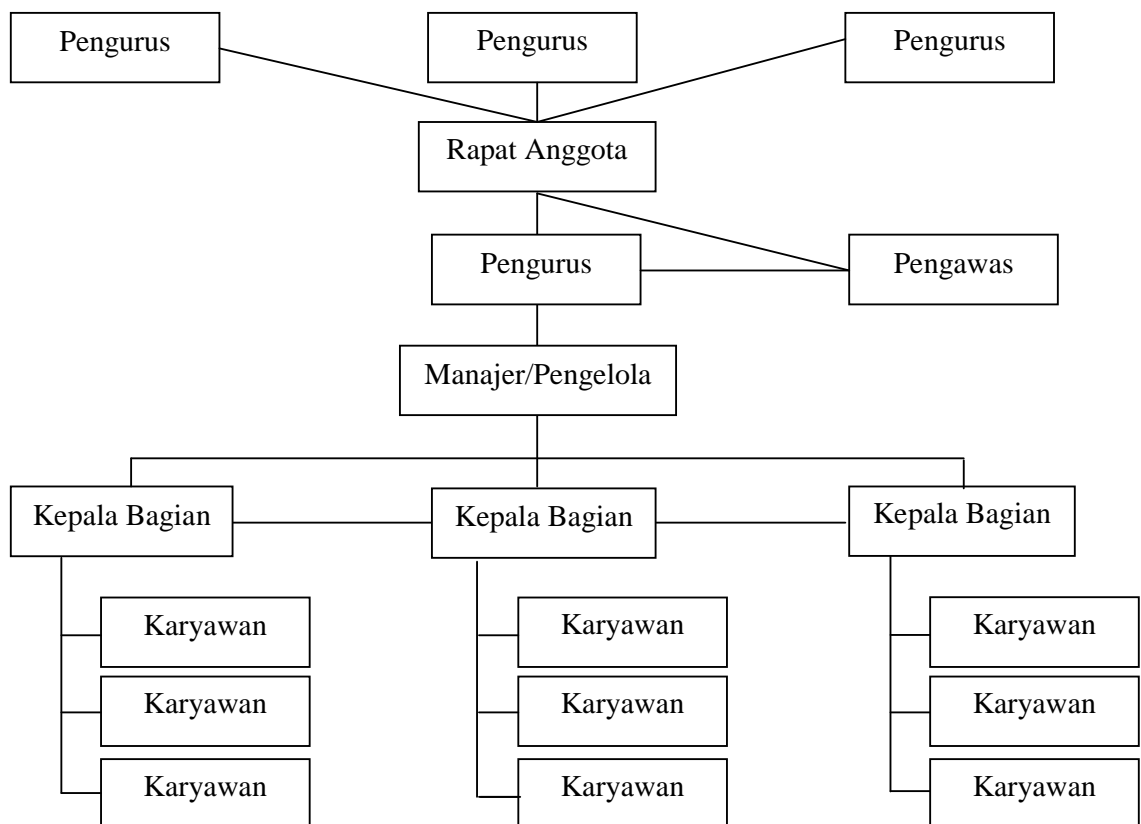 Pengurus
Pengurus
Pengurus
Rapat Anggota
Pengurus
Pengawas
Manajer/Pengelola
Kepala Bagian
Kepala Bagian
Kepala Bagian
Karyawan
Karyawan
Karyawan
Karyawan
Karyawan
Karyawan
Karyawan
Karyawan
Karyawan